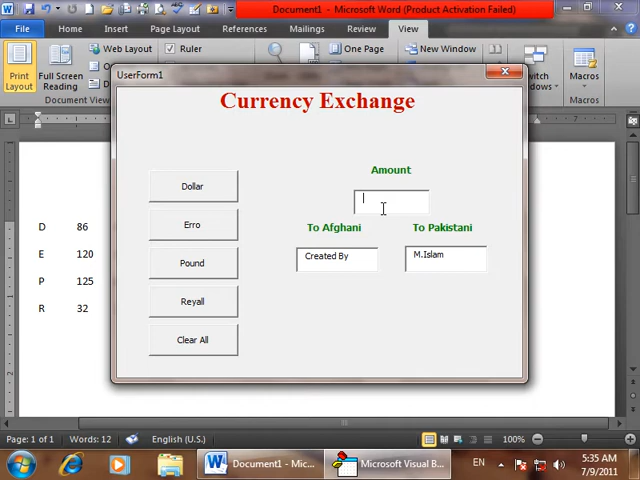 Document1 - Microsoft Word (Product Activation Failed)
File Home Insert Page Layout References Mailings Review View
Print Layout
Full Screen Reading
Web Layout
Ruler
One Page
New Window
Macros
Document View
Macros
UserForm1
Currency Exchange
Amount
Dollar
Erro
Pound
Reyall
Clear All
To Afghani To Pakistani
Created By M.Islam
D 86
E 120
P 125
R 32
Page: 1 of 1 Words: 12 English (U.S.) 100%
Document1 - Mic... Microsoft Visual B... EN 5:35 AM
7/9/2011